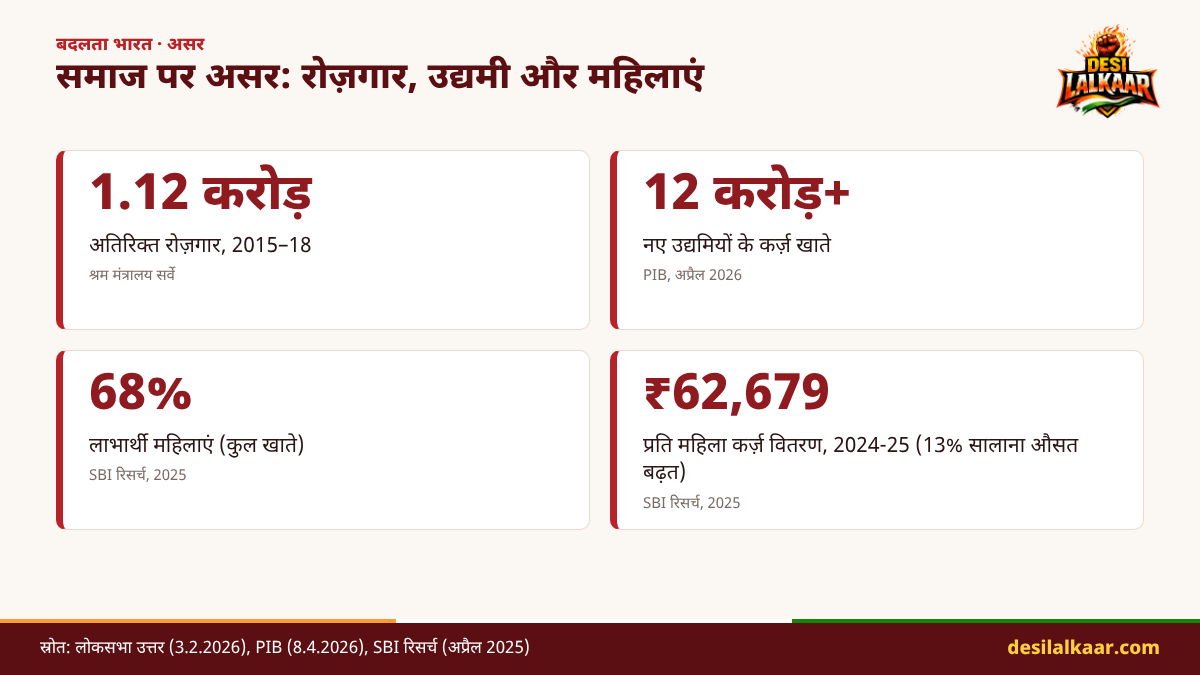 बदलता भारत · असर
समाज पर असर: रोज़गार, उद्यमी और महिलाएं
DESI
LALKAAR
1.12 करोड़
अतिरिक्त रोज़गार, 2015–18
श्रम मंत्रालय सर्वे
12 करोड़+
नए उद्यमियों के कर्ज़ खाते
PIB, अप्रैल 2026
68%
लाभार्थी महिलाएं (कुल खाते)
SBI रिसर्च, 2025
₹62,679
प्रति महिला कर्ज़ वितरण, 2024-25 (13% सालाना औसत
बढ़त)
SBI रिसर्च, 2025
स्रोत: लोकसभा उत्तर (3.2.2026), PIB (8.4.2026), SBI रिसर्च (अप्रैल 2025)
desilalkaar.com